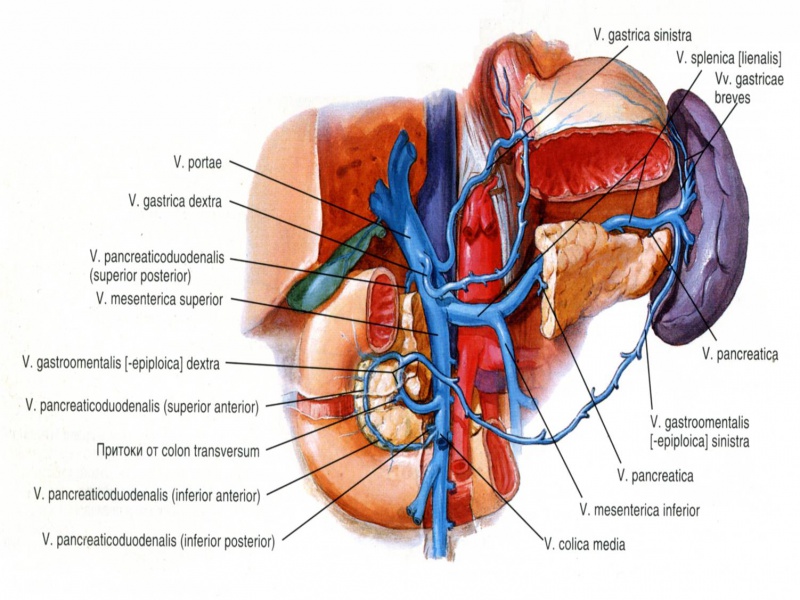 V. gastrica sinistra
V. splenica [lienalis]
Vv. gastricae
breves
V. portae
V. gastrica dextra
V. pancreaticoduodenalis
(superior posterior)
V. mesenterica superior
V. gastroomentalis [-epiploica] dextra
V. pancreaticoduodenalis (superior anterior)
Притоки от colon transversum
V. pancreaticoduodenalis (inferior anterior)
V. pancreaticoduodenalis (inferior posterior)
V. pancreatica
V. gastroomentalis
[-epiploica] sinistra
V. pancreatica
V. mesenterica inferior
V. colica media